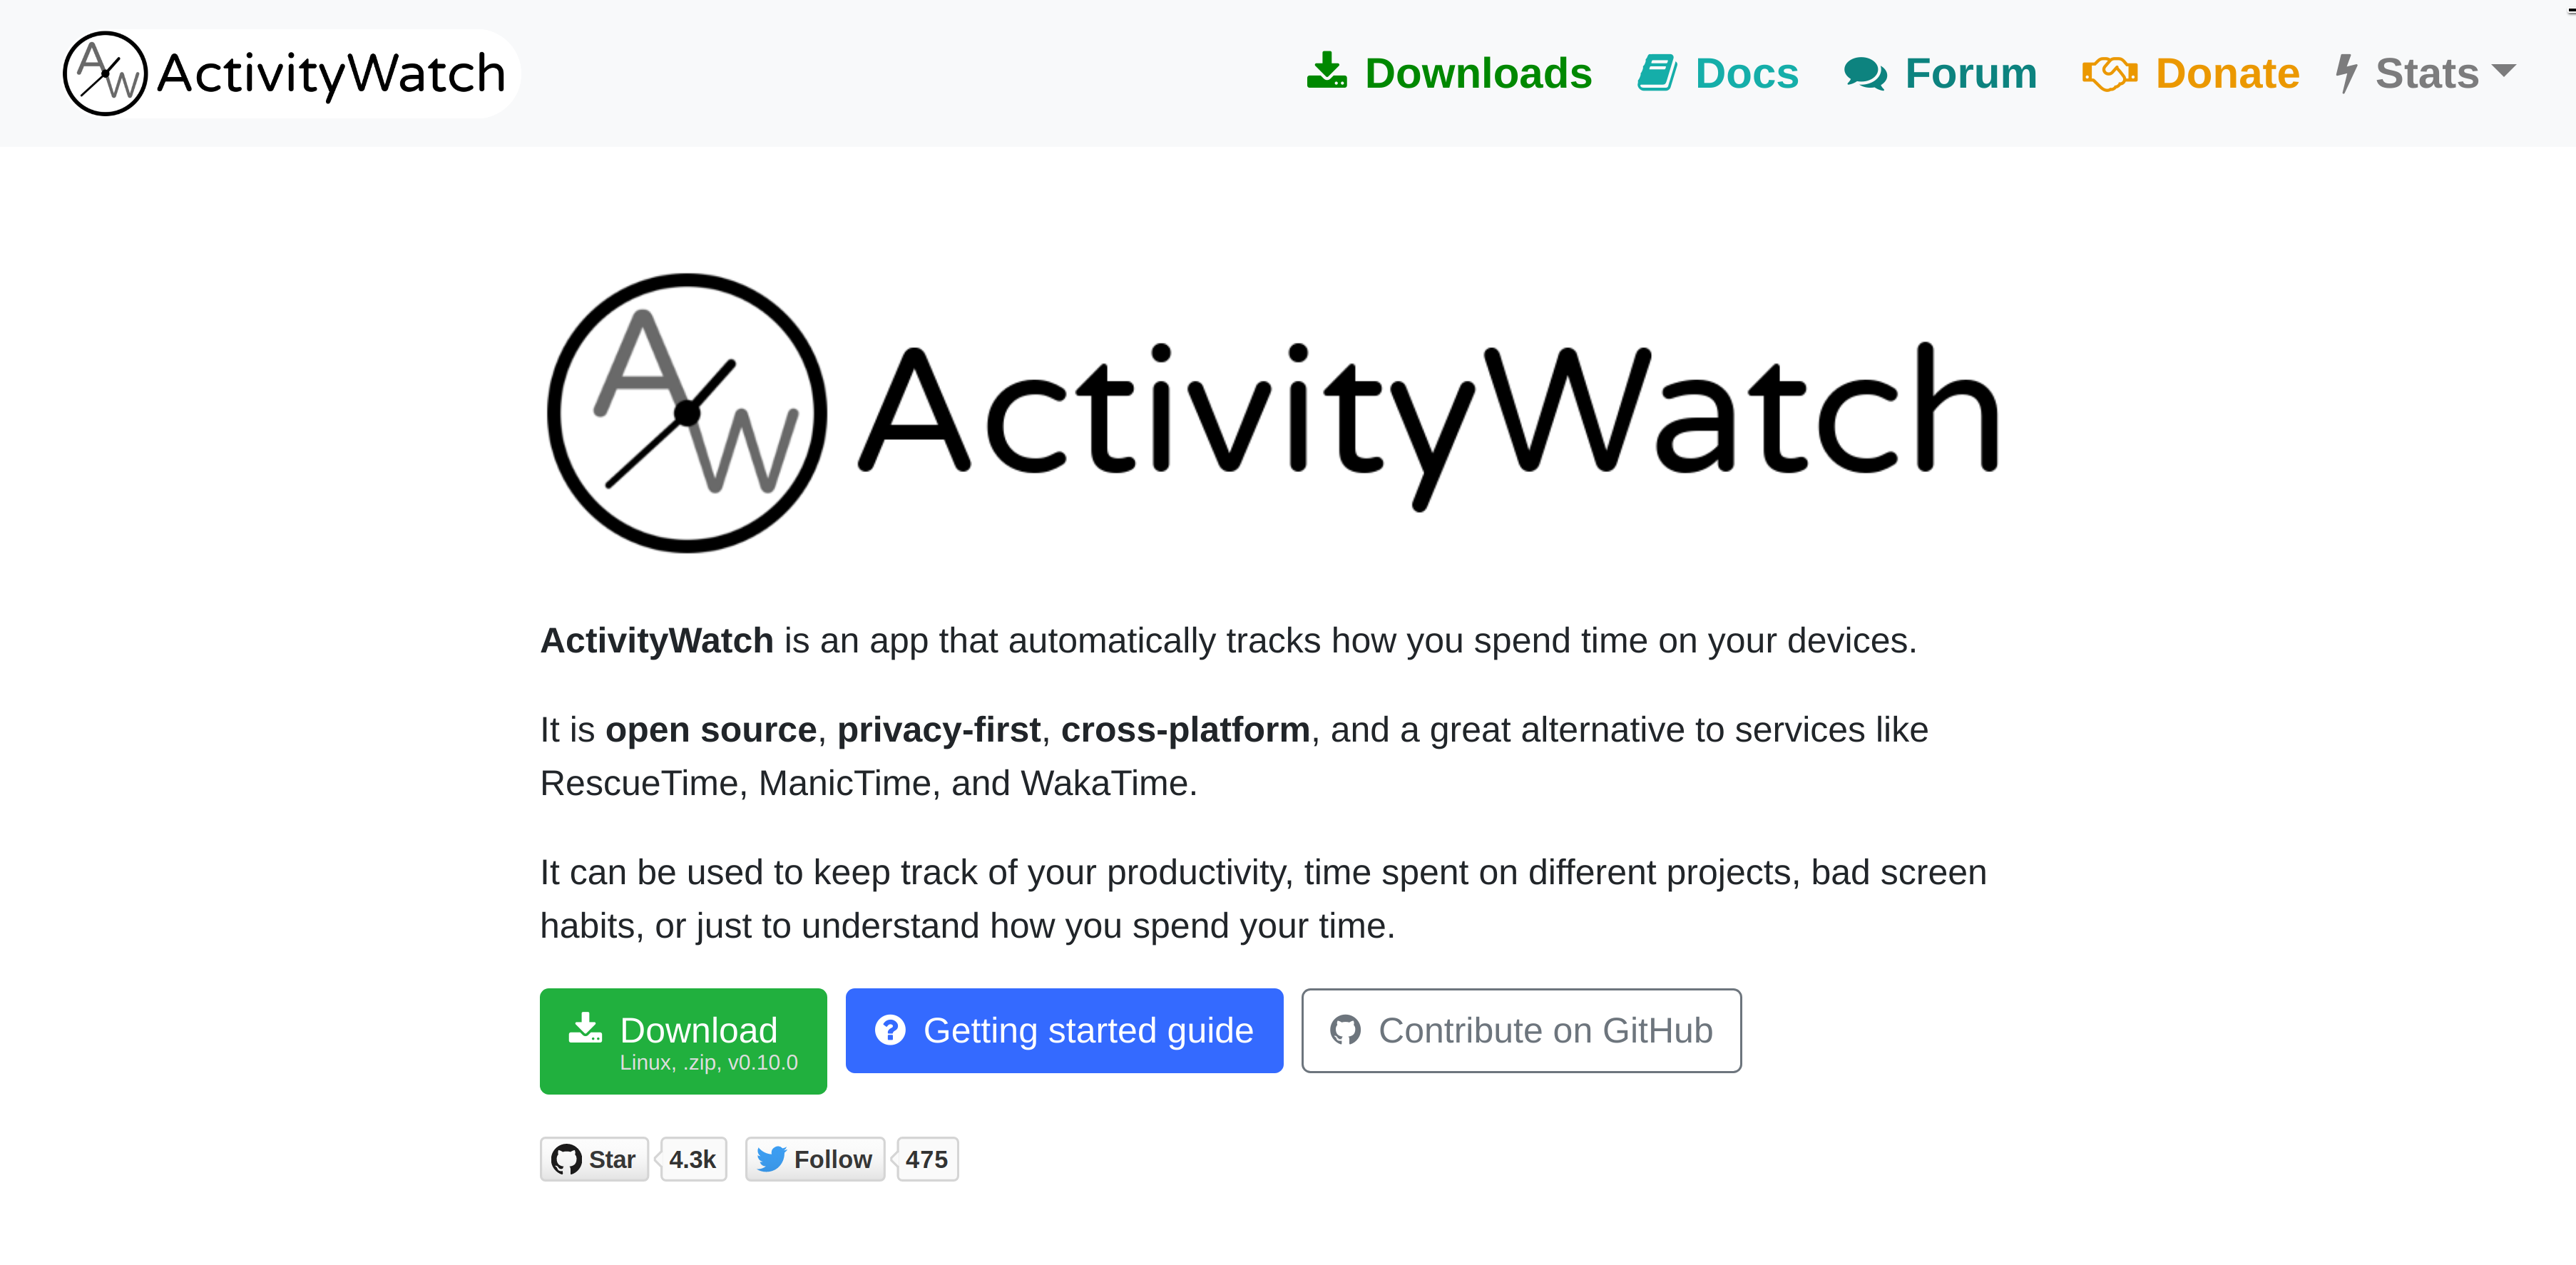 AW ActivityWatch
Downloads Docs Forum Donate Stats
AW ActivityWatch
ActivityWatch is an app that automatically tracks how you spend time on your devices.
It is open source, privacy-first, cross-platform, and a great alternative to services like
RescueTime, ManicTime, and WakaTime.
It can be used to keep track of your productivity, time spent on different projects, bad screen
habits, or just to understand how you spend your time.
Download
Linux, .zip, v0.10.0
Getting started guide
Contribute on GitHub
Star 4.3k Follow 475